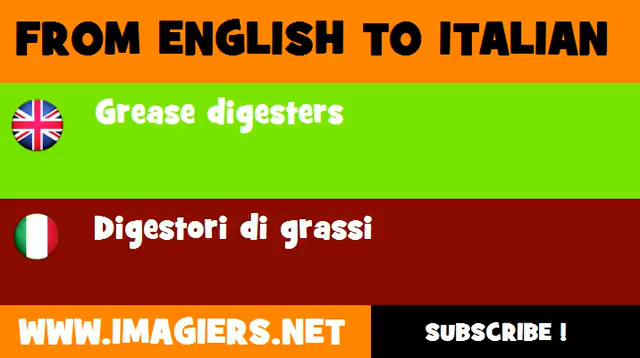 FROM ENGLISH TO ITALIAN
Grease digesters
Digestori di grassi
WWW.IMAGIERS.NET
SUBSCRIBE !